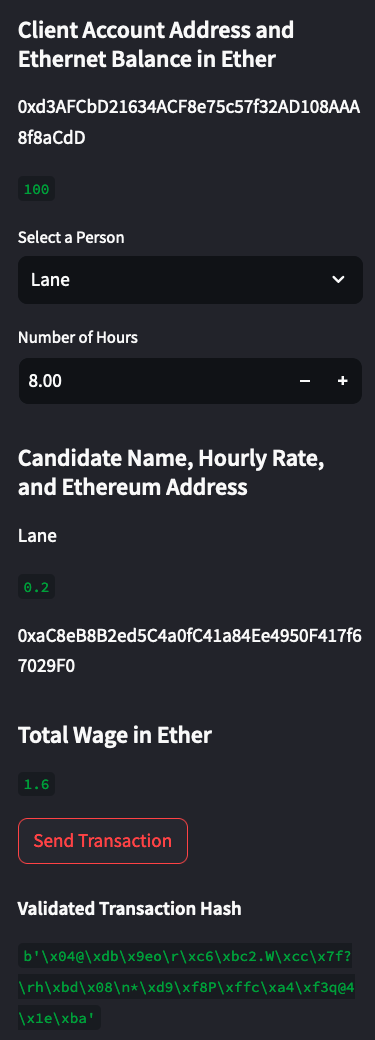 Client Account Address and
Ethernet Balance in Ether
0xd3AFCbD21634ACF8e75c57f32AD108AAA
8f8aCdD
100
Select a Person
Lane
Number of Hours
8.00
Candidate Name, Hourly Rate,
and Ethereum Address
Lane
0.2
0xaC8eB8B2ed5C4a0fC41a84Ee4950F417f6
7029F0
Total Wage in Ether
1.6
Send Transaction
Validated Transaction Hash
b'\x04@\xdb\x9eo\r\xc6\xbc2.W\xcc\x7f?
\rh\xbd\x08\n*\xd9\xf8P\xffc\xa4\xf3q@4
\x1e\xba'